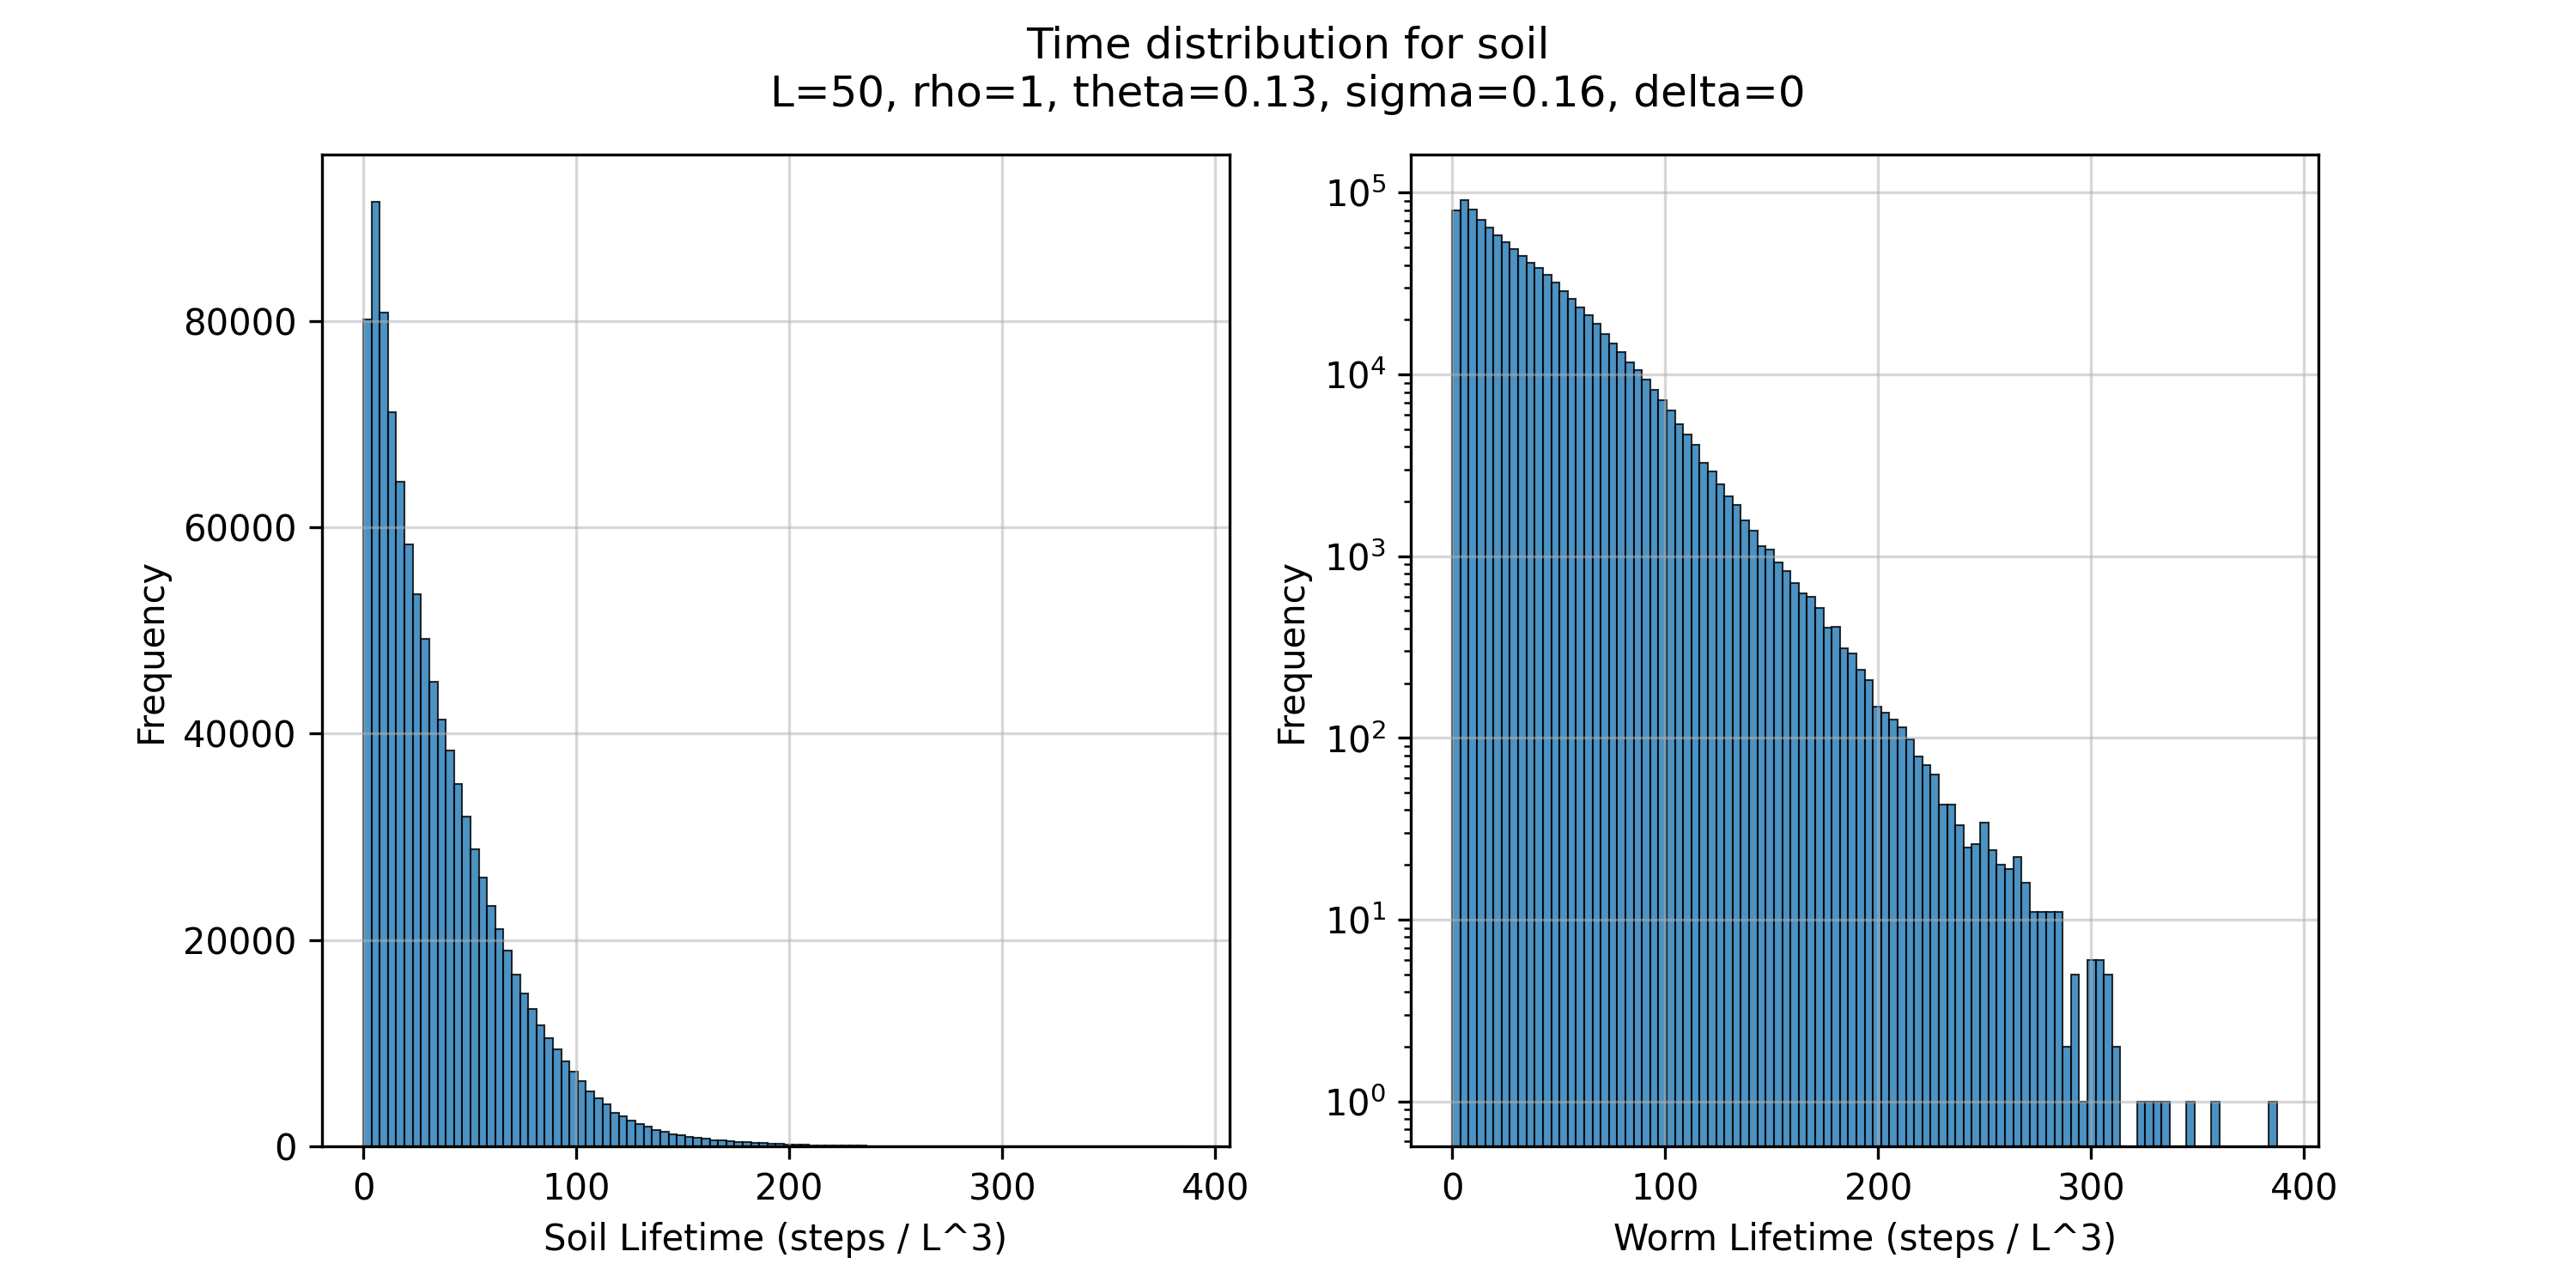 Time distribution for soil
L=50, rho=1, theta=0.13, sigma=0.16, delta=0
Frequency
80000
60000
40000
20000
0
0 100 200 300 400
Soil Lifetime (steps / L^3)
Frequency
10^5
10^4
10^3
10^2
10^1
10^0
0 100 200 300 400
Worm Lifetime (steps / L^3)